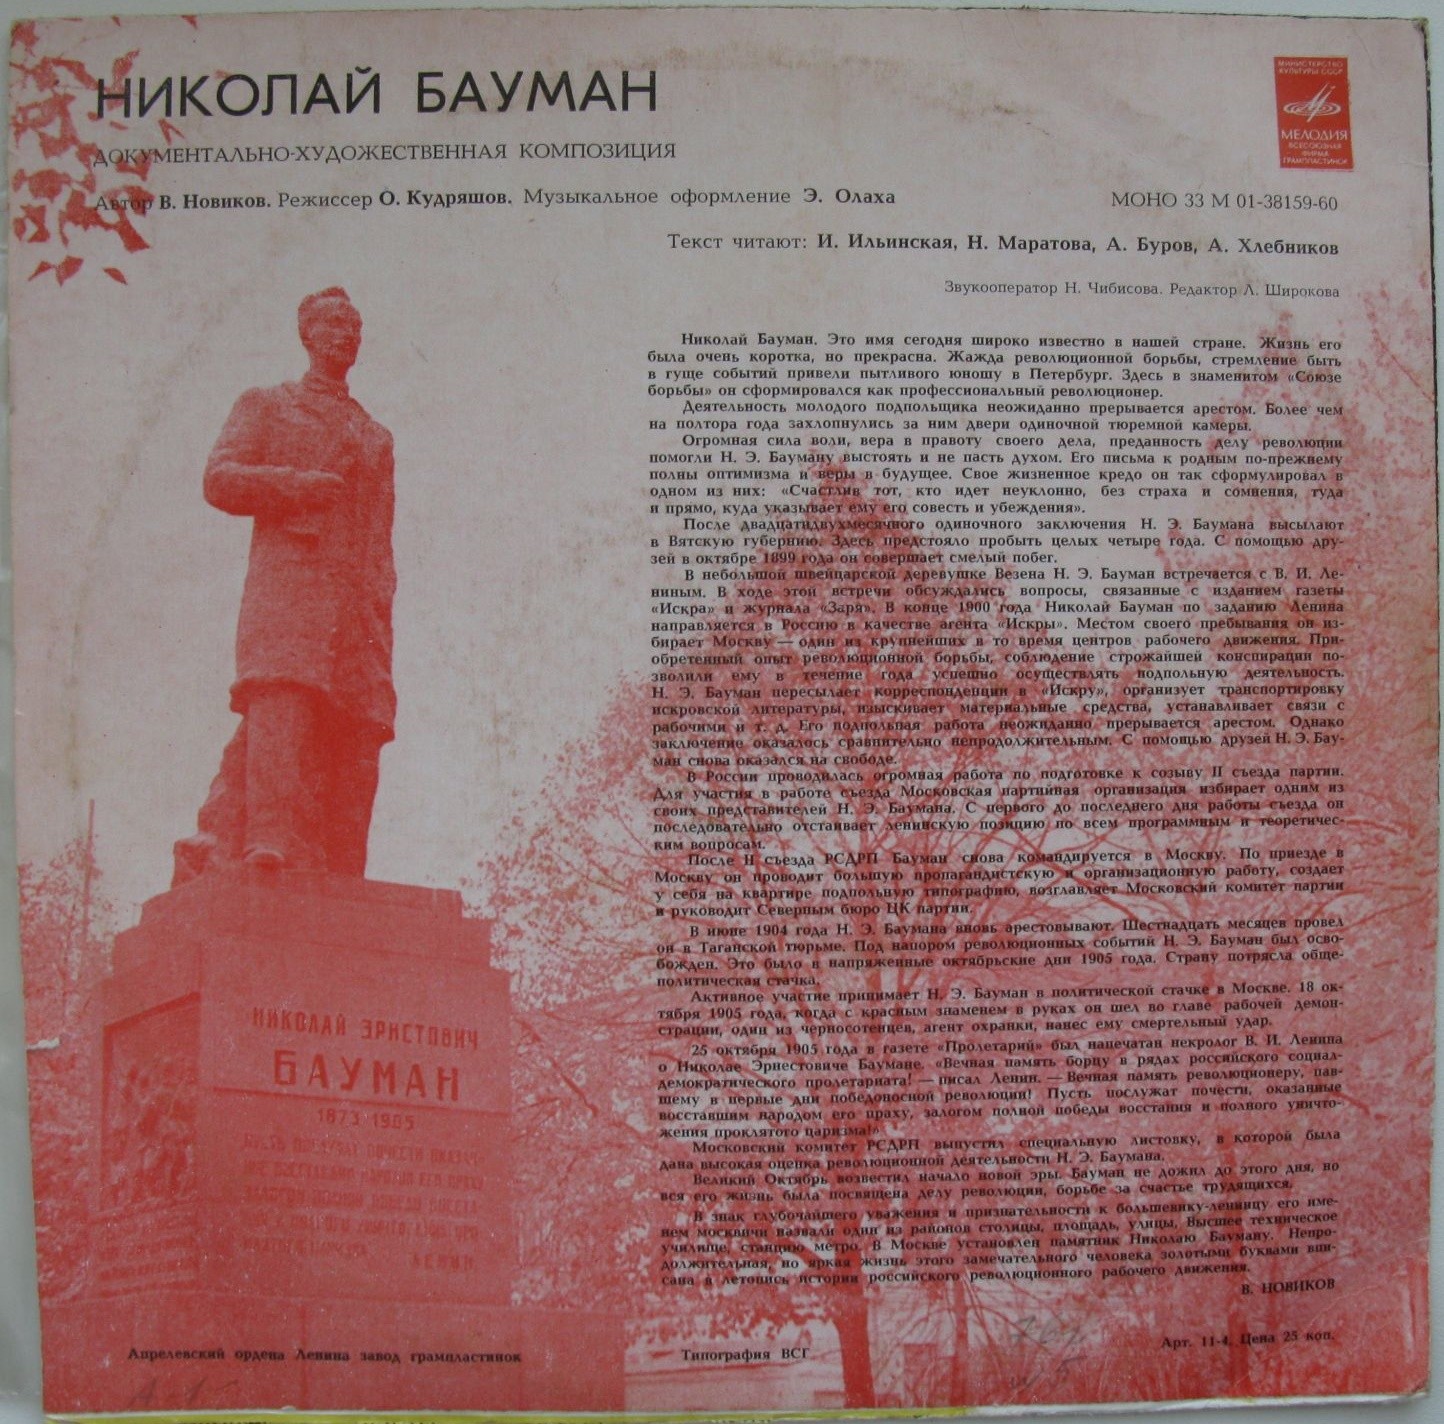 НИКОЛАЙ БАУМАН
ДОКУМЕНТАЛЬНО-ХУДОЖЕСТВЕННАЯ КОМПОЗИЦИЯ
Автор В. Новиков. Режиссер О. Кудряшов. Музыкальное оформление Э. Олаха
МИНИСТЕРСТВО
КУЛЬТУРЫ СССР
МЕЛОДИЯ
ВСЕСОЮЗНАЯ
ФИРМА
ГРАМПЛАСТИНОК
МОНО 33 М 01-38159-60
Текст читают: И. Ильинская, Н. Маратова, А. Буров, А. Хлебников
Звукооператор Н. Чибисова. Редактор Л. Широкова
Николай Бауман. Это имя сегодня широко известно в нашей стране. Жизнь его
была очень коротка, но прекрасна. Жажда революционной борьбы, стремление быть
в гуще событий привели пытливого юношу в Петербург. Здесь в знаменитом «Союзе
борьбы» он сформировался как профессиональный революционер.
Деятельность молодого подпольщика неожиданно прерывается арестом. Более чем
на полтора года захлопнулись за ним двери одиночной тюремной камеры.
Огромная сила воли, вера в правоту своего дела, преданность делу революции
помогли Н. Э. Бауману выстоять и не пасть духом. Его письма к родным по-прежнему
полны оптимизма и веры в будущее. Свое жизненное кредо он так сформулировал в
одном из них: «Счастлив тот, кто идет неуклонно, без страха и сомнения, туда
и прямо, куда указывает ему его совесть и убеждения».
После двадцатидвухмесячного одиночного заключения Н. Э. Баумана высылают
в Вятскую губернию. Здесь предстояло пробыть целых четыре года. С помощью дру-
зей в октябре 1899 года он совершает смелый побег.
В небольшой швейцарской деревушке Везена Н. Э. Бауман встречается с В. И. Ле-
ниным. В ходе этой встречи обсуждались вопросы, связанные с изданием газеты
«Искра» и журнала «Заря». В конце 1900 года Николай Бауман по заданию Ленина
направляется в Россию в качестве агента «Искры». Местом своего пребывания он из-
бирает Москву — один из крупнейших в то время центров рабочего движения. При-
обретенный опыт революционной борьбы, соблюдение строжайшей конспирации по-
зволили ему в течение года успешно осуществлять подпольную деятельность.
Н. Э. Бауман пересылает корреспонденции в «Искру», организует транспортировку
искровской литературы, изыскивает материальные средства, устанавливает связи с
рабочими и т. д. Его подпольная работа неожиданно прерывается арестом. Однако
заключение оказалось сравнительно непродолжительным. С помощью друзей Н. Э. Бау-
ман снова оказался на свободе.
В России проводилась огромная работа по подготовке к созыву II съезда партии.
Для участия в работе съезда Московская партийная организация избирает одним из
своих представителей Н. Э. Баумана. С первого до последнего дня работы съезда он
последовательно отстаивает ленинскую позицию по всем программным и теоретичес-
ким вопросам.
После II съезда РСДРП Бауман снова командируется в Москву. По приезде в
Москву он проводит большую пропагандистскую и организационную работу, создает
у себя на квартире подпольную типографию, возглавляет Московский комитет партии
и руководит Северным бюро ЦК партии.
В июне 1904 года Н. Э. Баумана вновь арестовывают. Шестнадцать месяцев провел
он в Таганской тюрьме. Под напором революционных событий Н. Э. Бауман был осво-
божден. Это было в напряженные октябрьские дни 1905 года. Страну потрясла обще-
политическая стачка.
Активное участие принимает Н. Э. Бауман в политической стачке в Москве. 18 ок-
тября 1905 года, когда с красным знаменем в руках он шел во главе рабочей демон-
страции, один из черносотенцев, агент охранки, нанес ему смертельный удар.
25 октября 1905 года в газете «Пролетарий» был напечатан некролог В. И. Ленина
о Николае Эрнестовиче Баумане. «Вечная память борцу в рядах российского социал-
демократического пролетариата! — писал Ленин. — Вечная память революционеру, пав-
шему в первые дни победоносной революции! Пусть послужат почести, оказанные
восставшим народом его праху, залогом полной победы восстания и полного уничто-
жения проклятого царизма!»
Московский комитет РСДРП выпустил специальную листовку, в которой была
дана высокая оценка революционной деятельности Н. Э. Баумана.
Великий Октябрь возвестил начало новой эры. Бауман не дожил до этого дня, но
вся его жизнь была посвящена делу революции, борьбе за счастье трудящихся.
В знак глубочайшего уважения и признательности к большевику-ленинцу его име-
нем москвичи назвали один из районов столицы, площадь, улицы, Высшее техническое
училище, станцию метро. В Москве установлен памятник Николаю Бауману. Непро-
должительная, но яркая жизнь этого замечательного человека золотыми буквами впи-
сана в летопись истории российского революционного рабочего движения.
В. НОВИКОВ
НИКОЛАЙ ЭРНСТОВИЧ
БАУМАН
1873-1905
Апрелевский ордена Ленина завод грампластинок
Типография ВСГ
Арт. 11-4. Цена 25 коп.